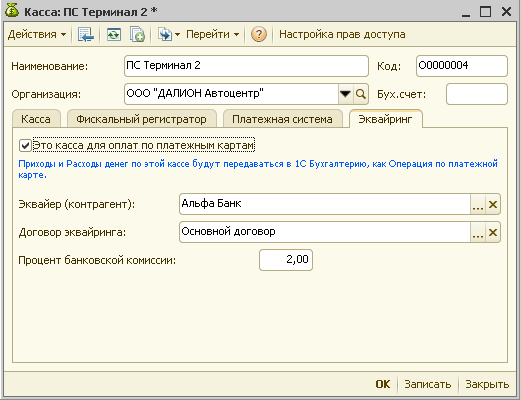 Касса: ПС Терминал 2 *
Действия Перейти ? Настройка прав доступа
Наименование: ПС Терминал 2 Код: О0000004
Организация: ООО "ДАЛИОН Автоцентр" Бух.счет:
Касса Фискальный регистратор Платежная система Эквайринг
Это касса для оплат по платежным картам
Приходы и Расходы денег по этой кассе будут передаваться в 1С Бухгалтерию, как Операция по платежной
карте.
Эквайер (контрагент): Альфа Банк ...
Договор эквайринга: Основной договор ...
Процент банковской комиссии: 2,00
OK Записать Закрыть